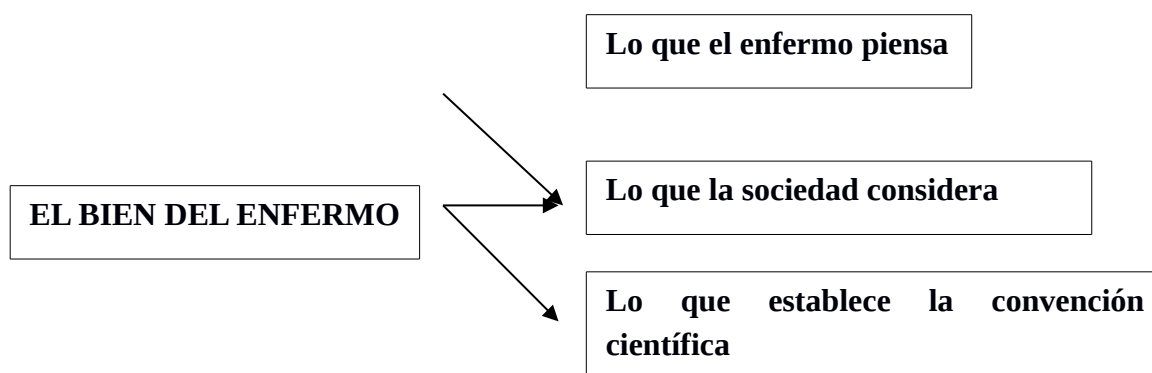 Lo que el enfermo piensa
Lo que la sociedad considera
EL BIEN DEL ENFERMO
Lo que establece la convención
científica